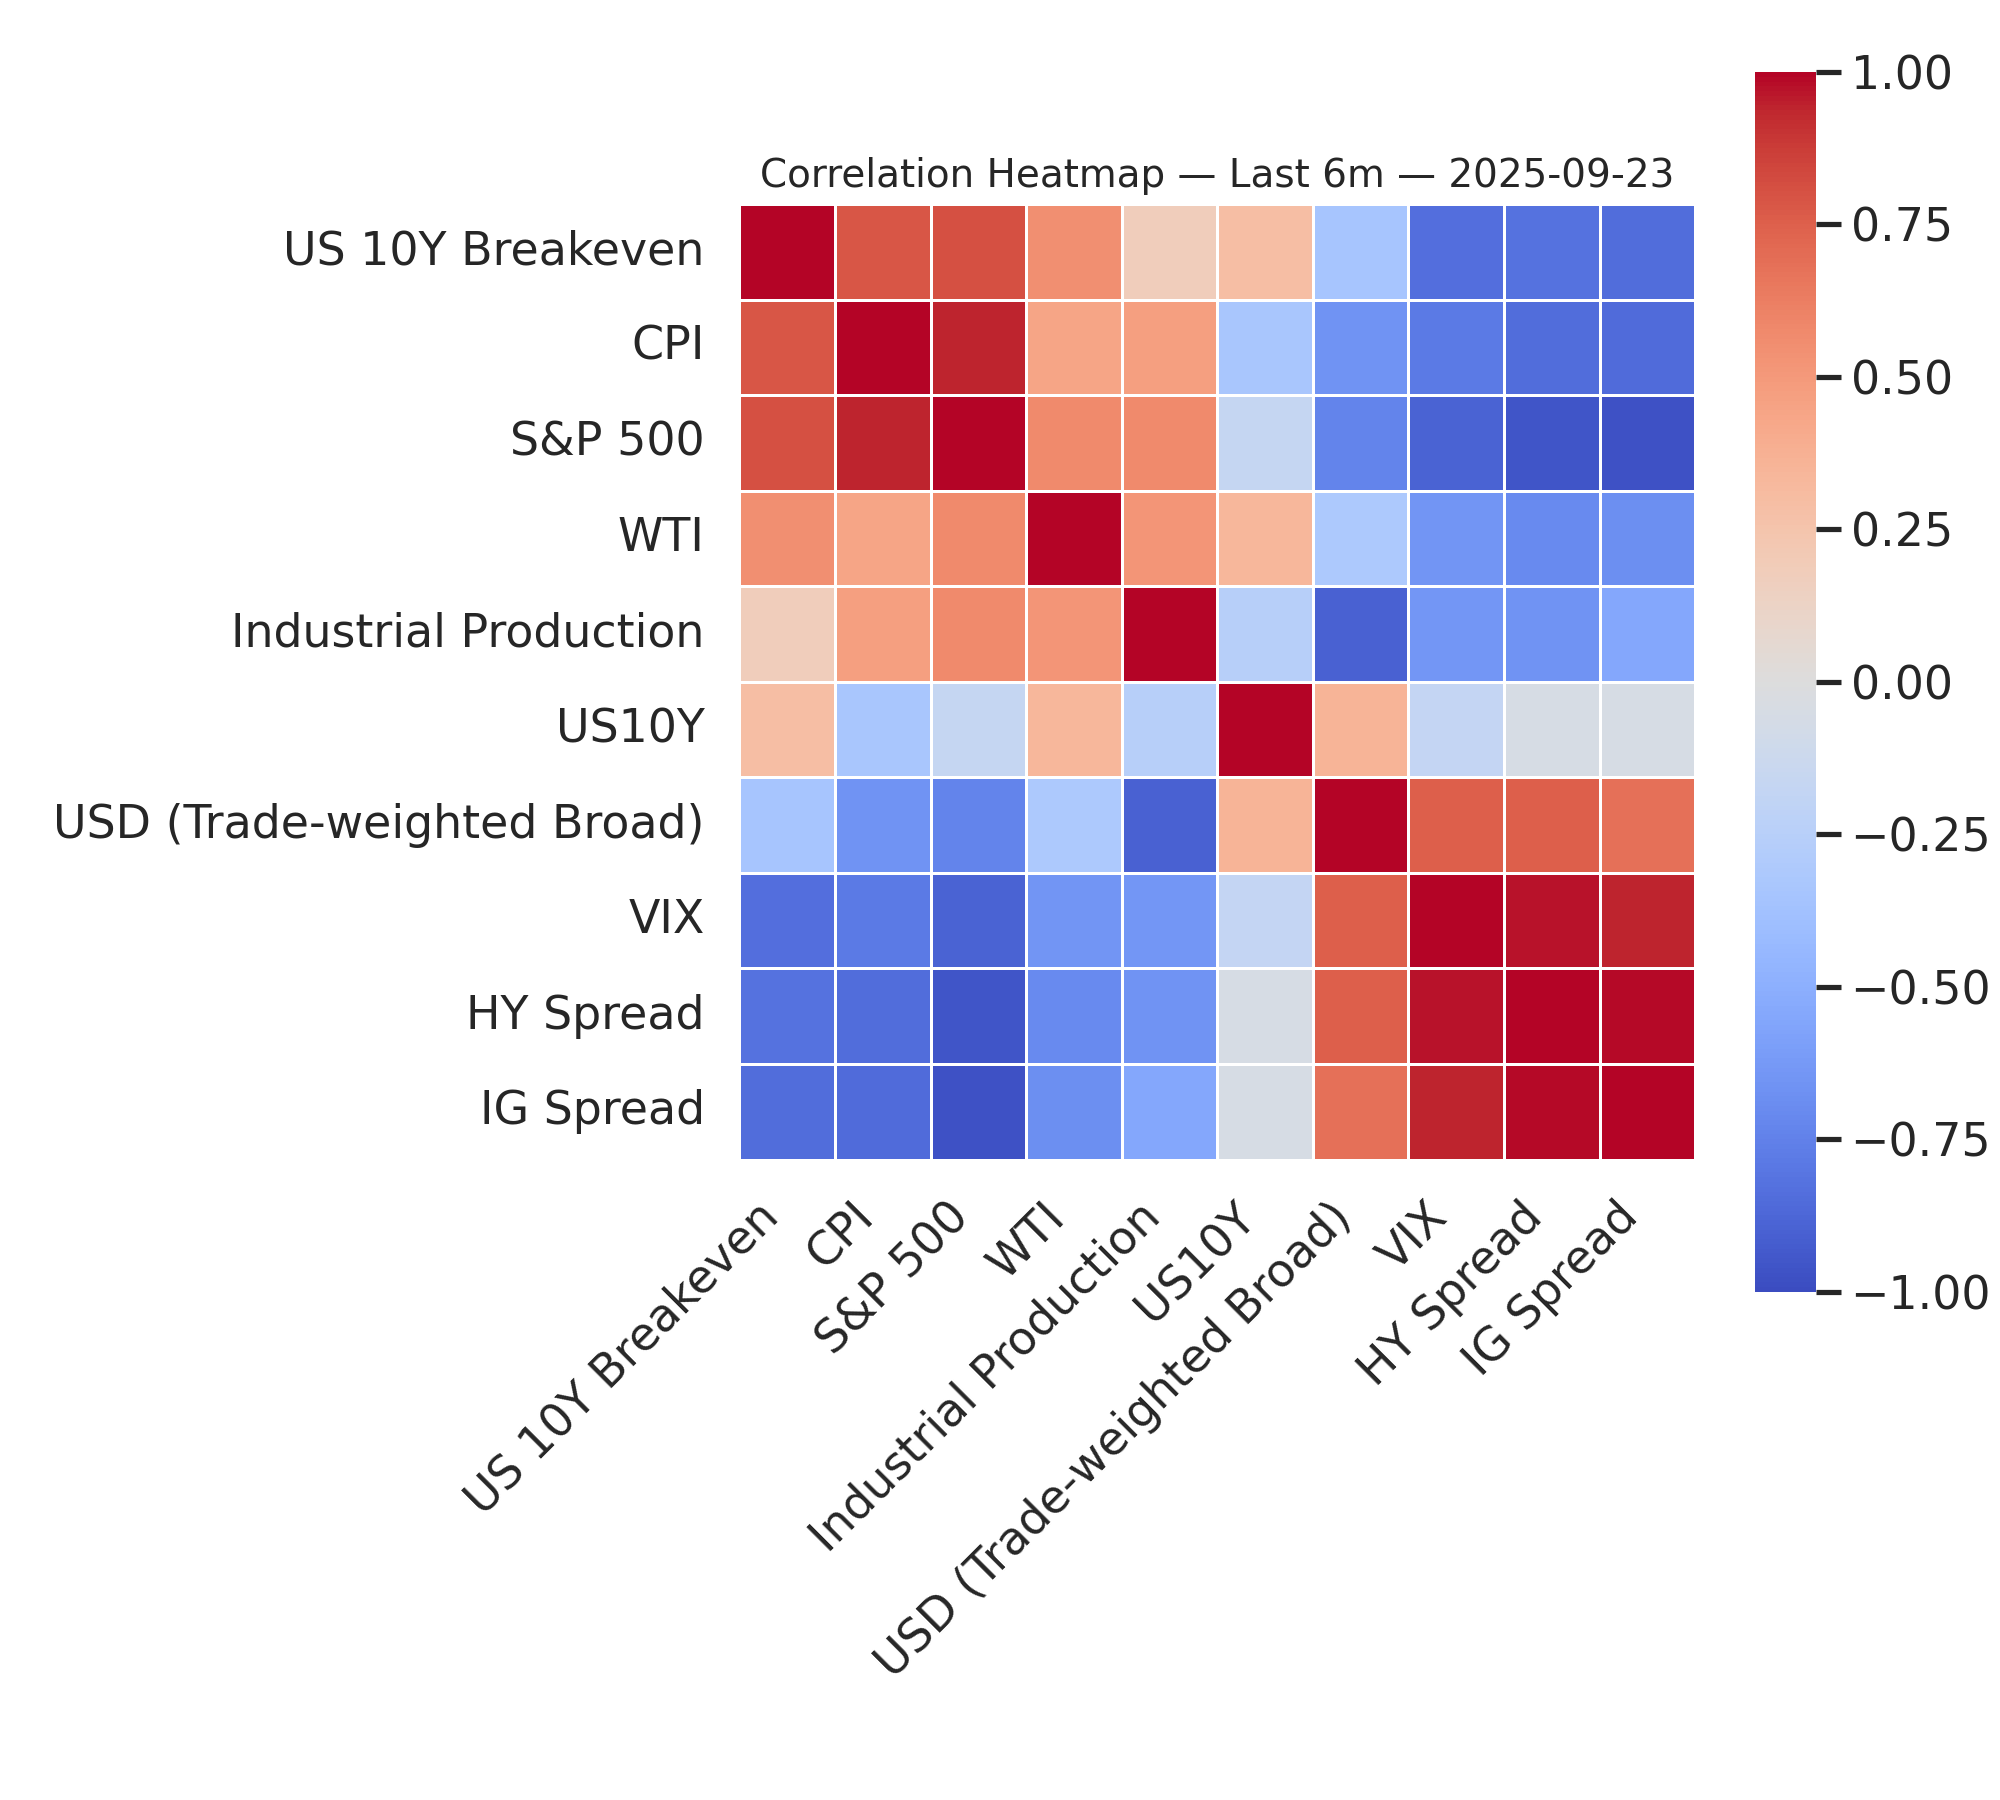 Correlation Heatmap — Last 6m — 2025-09-23
US 10Y Breakeven
CPI
S&P 500
WTI
Industrial Production
US10Y
USD (Trade-weighted Broad)
VIX
HY Spread
IG Spread
US 10Y Breakeven
CPI
S&P 500
WTI
Industrial Production
US10Y
USD (Trade-weighted Broad)
VIX
HY Spread
IG Spread
1.00
0.75
0.50
0.25
0.00
−0.25
−0.50
−0.75
−1.00